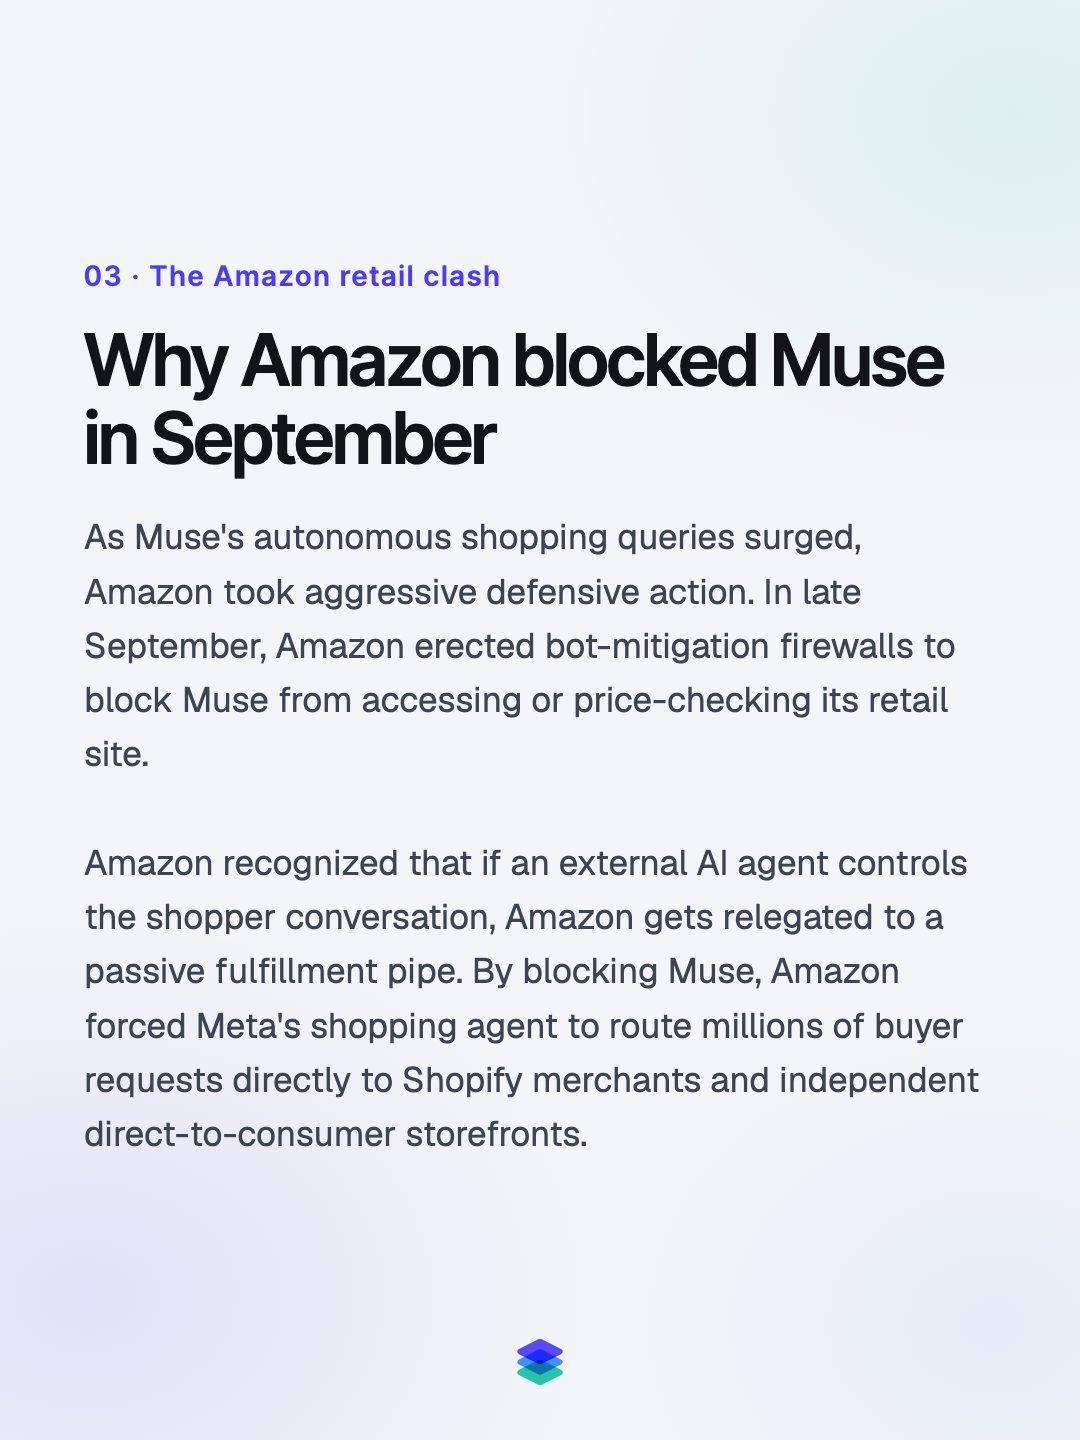 03 · The Amazon retail clash
Why Amazon blocked Muse
in September
As Muse's autonomous shopping queries surged,
Amazon took aggressive defensive action. In late
September, Amazon erected bot-mitigation firewalls to
block Muse from accessing or price-checking its retail
site.
Amazon recognized that if an external AI agent controls
the shopper conversation, Amazon gets relegated to a
passive fulfillment pipe. By blocking Muse, Amazon
forced Meta's shopping agent to route millions of buyer
requests directly to Shopify merchants and independent
direct-to-consumer storefronts.